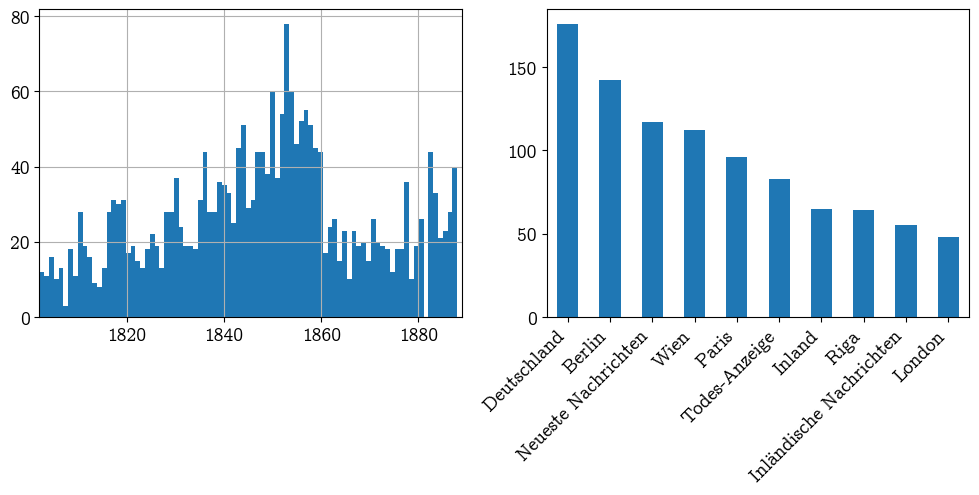 80
60
40
20
0
1820 1840 1860 1880
150
100
50
0
Deutschland
Berlin
Neueste Nachrichten
Wien
Paris
Todes-Anzeige
Inland
Riga
Inländische Nachrichten
London